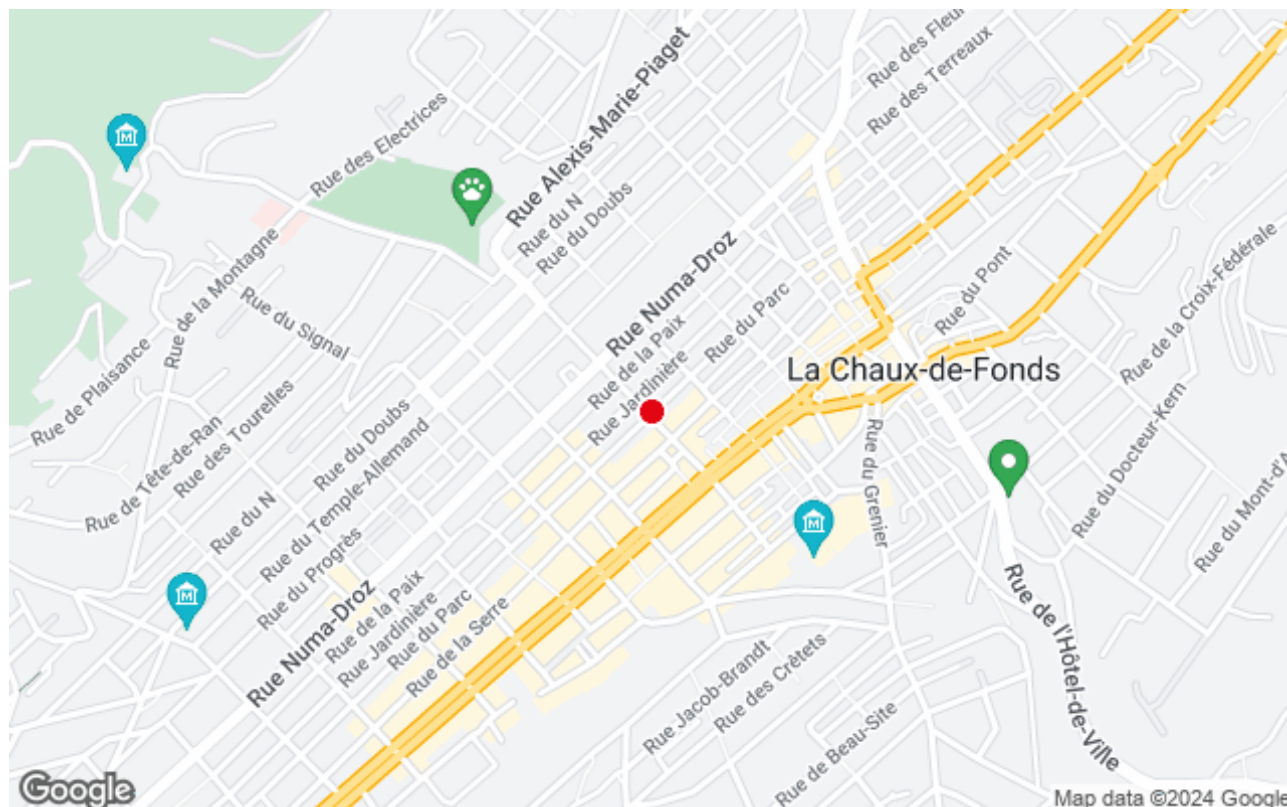 Rue des Fleur
Rue des Terreaux
Rue Alexis-Marie-Piaget
Rue des Electrices
Rue du N
Rue du Doubs
Rue Numa-Droz
Rue de la Montagne
Rue du Signal
Rue du Parc
Rue du Pont
Rue de la Croix-Fédérale
Rue de la Paix
Rue Jardinière
La Chaux-de-Fonds
Rue de Plaisance
Rue des Tourelles
Rue de Tête-de-Ran
Rue du Doubs
Rue du Temple-Allemand
Rue du N
Rue du Progrès
Rue du Grenier
Rue du Docteur-Kern
Rue du Mont-d'A
Rue Numa-Droz
Rue de la Paix
Rue Jardinière
Rue du Parc
Rue de la Serre
Rue de l'Hôtel-de-Ville
Rue Jacob-Brandt
Rue des Crêtets
Rue de Beau-Site
Google
Map data ©2024 Google